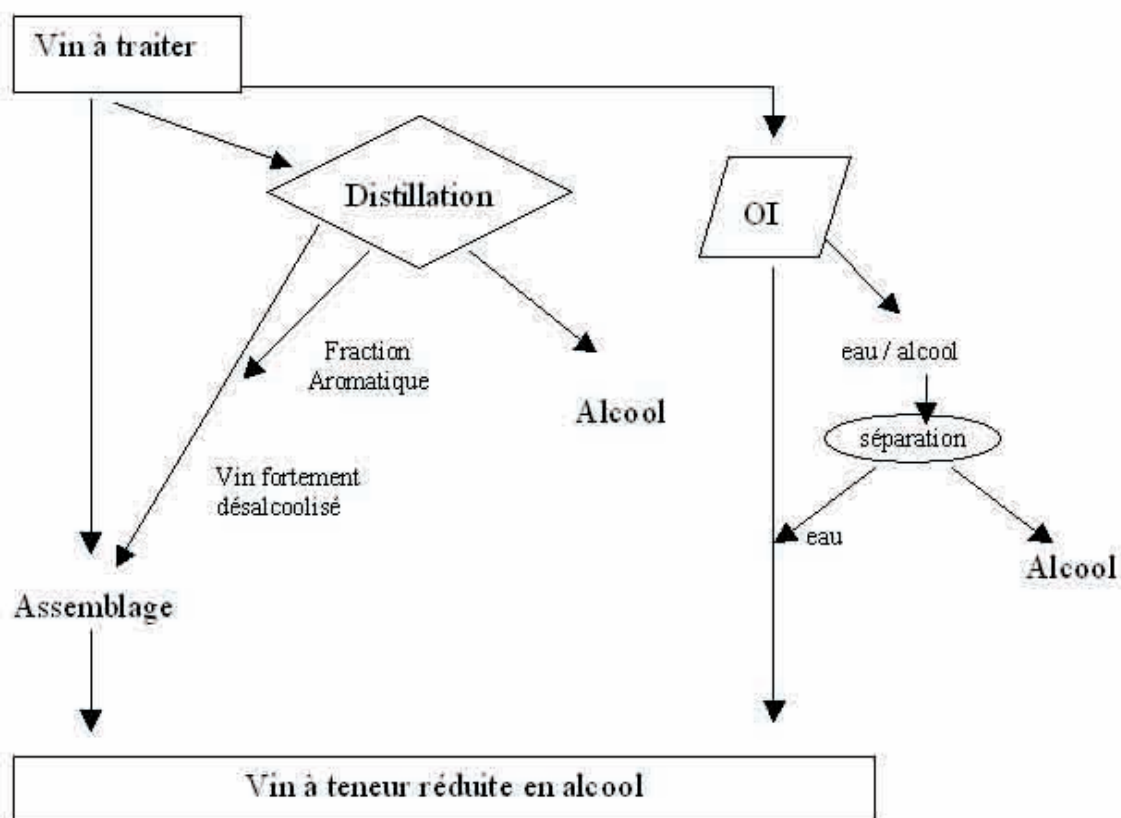 Vin à traiter
Distillation
OI
Fraction
Aromatique
eau / alcool
Alcool
séparation
Vin fortement
désalcoolisé
eau
Alcool
Assemblage
Vin à teneur réduite en alcool